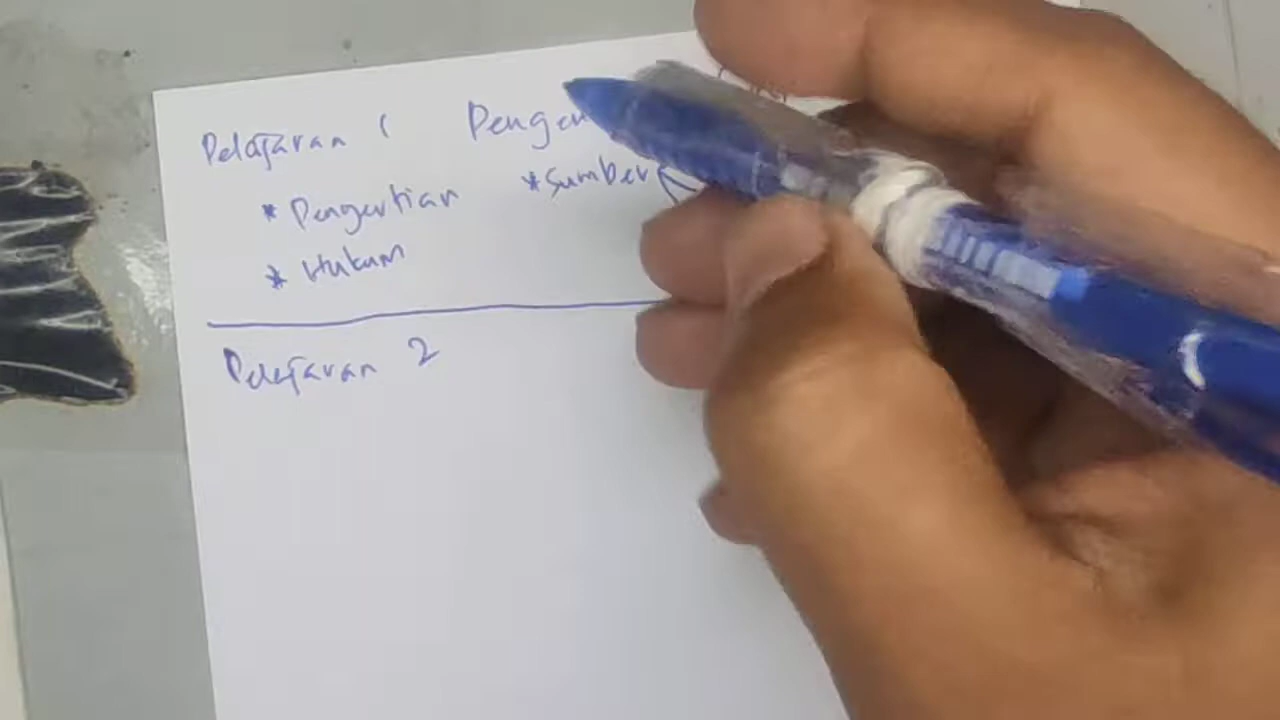 Pelajaran 1
* Pengertian * Sumber
* Hukum
Pelajaran 2